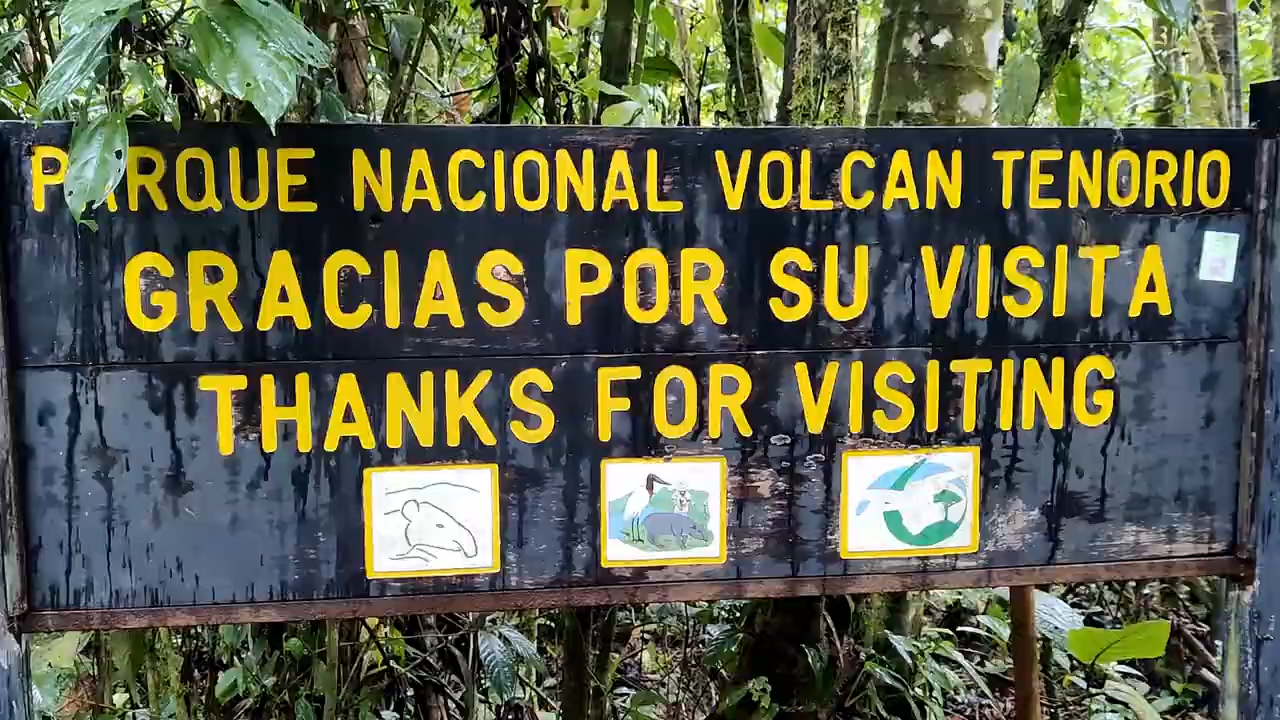 PARQUE NACIONAL VOLCAN TENORIO
GRACIAS POR SU VISITA
THANKS FOR VISITING